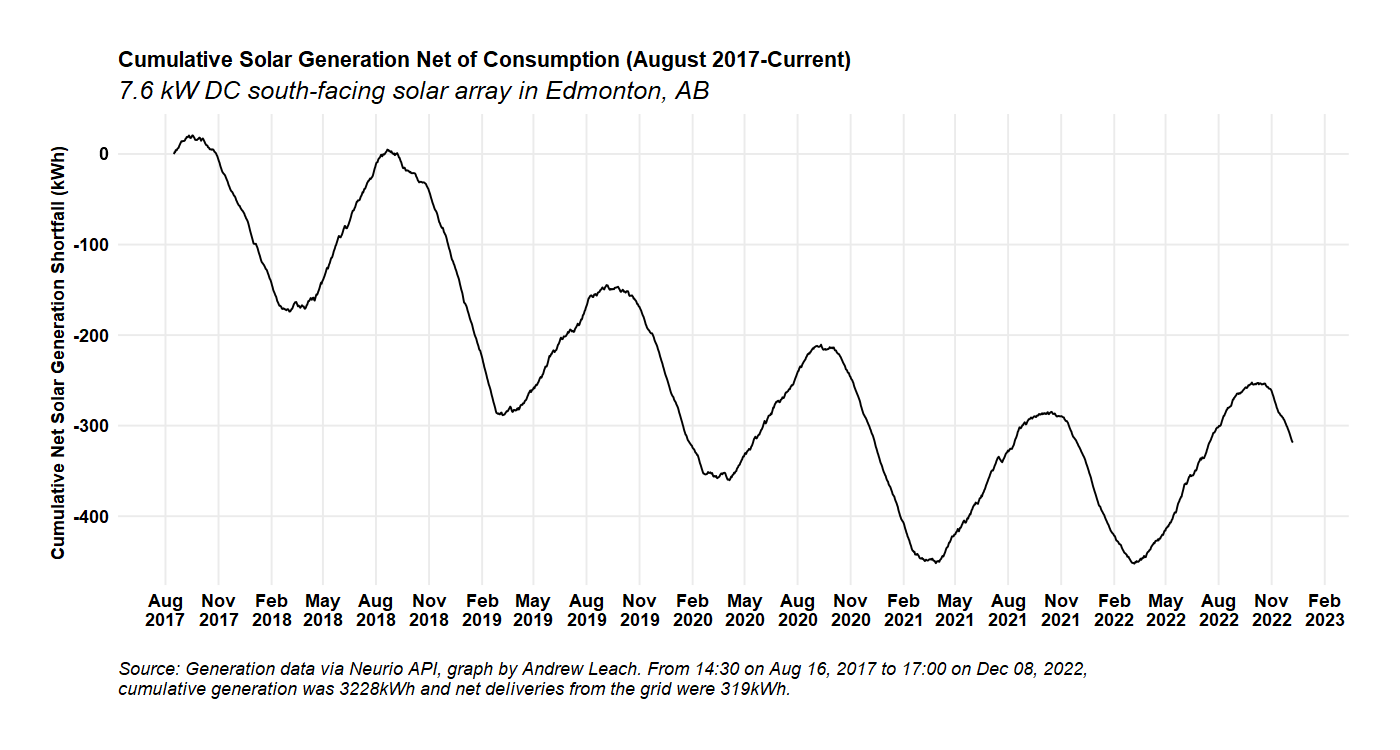 Cumulative Solar Generation Net of Consumption (August 2017-Current)
7.6 kW DC south-facing solar array in Edmonton, AB
Cumulative Net Solar Generation Shortfall (kWh)
0
-100
-200
-300
-400
Aug Nov Feb May Aug Nov Feb May Aug Nov Feb May Aug Nov Feb May Aug Nov Feb May Aug Nov Feb
2017 2017 2018 2018 2018 2018 2019 2019 2019 2019 2020 2020 2020 2020 2021 2021 2021 2021 2022 2022 2022 2022 2023
Source: Generation data via Neurio API, graph by Andrew Leach. From 14:30 on Aug 16, 2017 to 17:00 on Dec 08, 2022,
cumulative generation was 3228kWh and net deliveries from the grid were 319kWh.